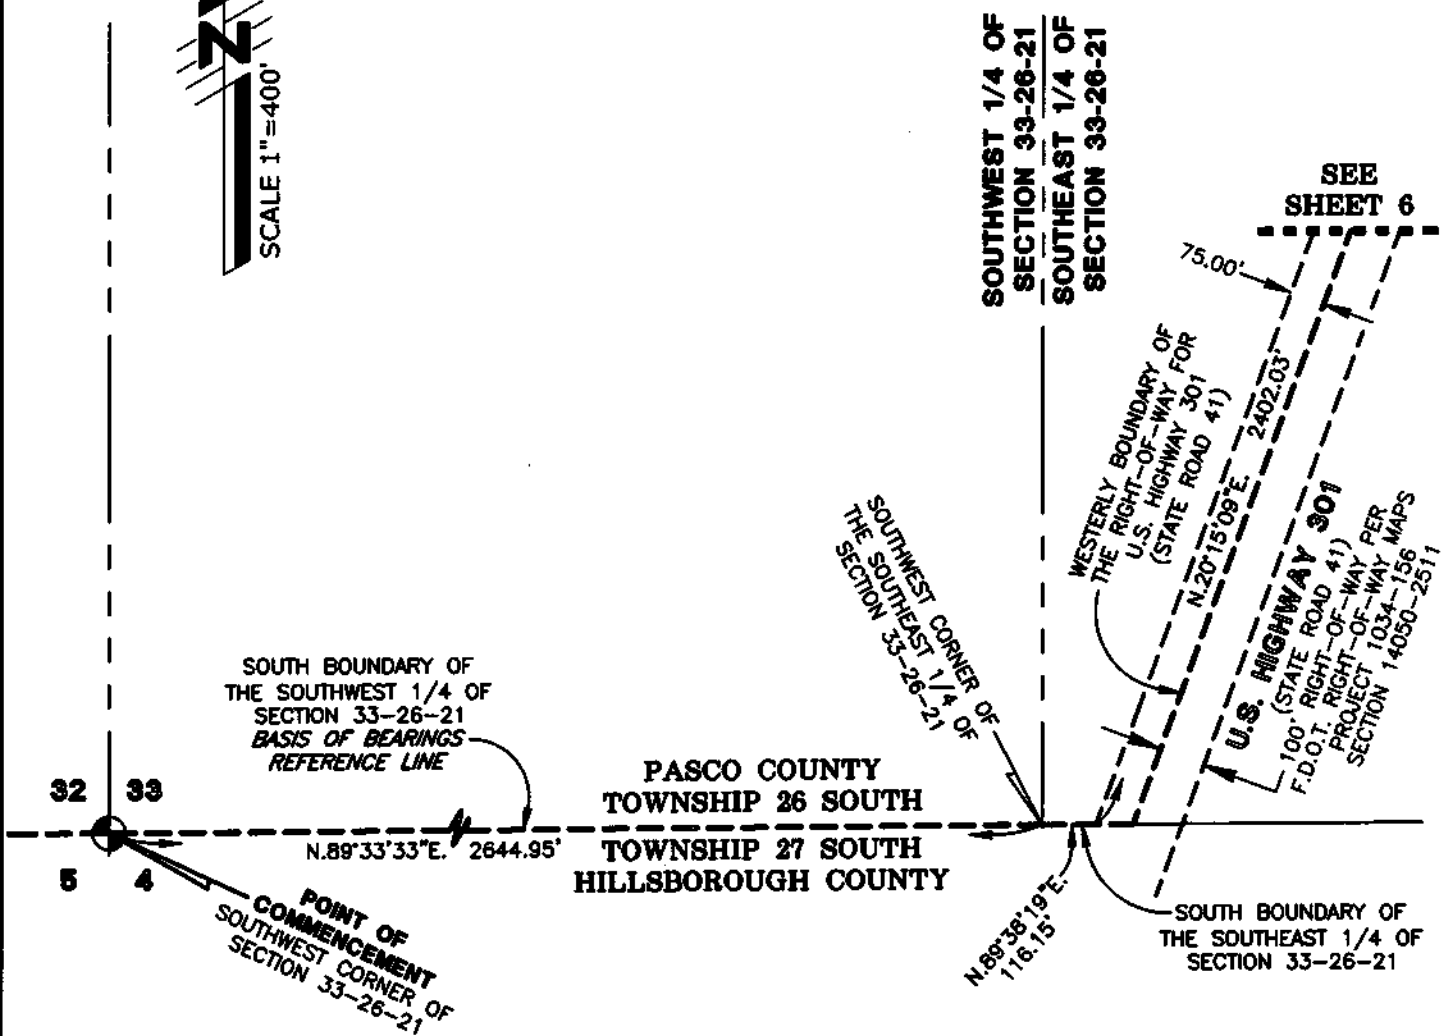 N
SCALE 1"=400'
SOUTHWEST 1/4 OF
SECTION 33-26-21
SOUTHEAST 1/4 OF
SECTION 33-26-21
SEE
SHEET 6
75.00'
WESTERLY BOUNDARY OF
THE RIGHT-OF-WAY FOR
U.S. HIGHWAY 301
(STATE ROAD 41)
N.20°15'09"E. 2402.03'
U.S. HIGHWAY 301
(STATE ROAD 41)
100' RIGHT-OF-WAY PER
F.D.O.T. RIGHT-OF-WAY MAPS
PROJECT 1034-156
SECTION 14050-2511
SOUTHWEST CORNER OF
THE SOUTHEAST 1/4 OF
SECTION 33-26-21
SOUTH BOUNDARY OF
THE SOUTHWEST 1/4 OF
SECTION 33-26-21
BASIS OF BEARINGS
REFERENCE LINE
32 33
5 4
PASCO COUNTY
TOWNSHIP 26 SOUTH
N.89°33'33"E. 2644.95'
TOWNSHIP 27 SOUTH
HILLSBOROUGH COUNTY
POINT OF
COMMENCEMENT
SOUTHWEST CORNER OF
SECTION 33-26-21
N.89°38'19"E.
116.15'
SOUTH BOUNDARY OF
THE SOUTHEAST 1/4 OF
SECTION 33-26-21